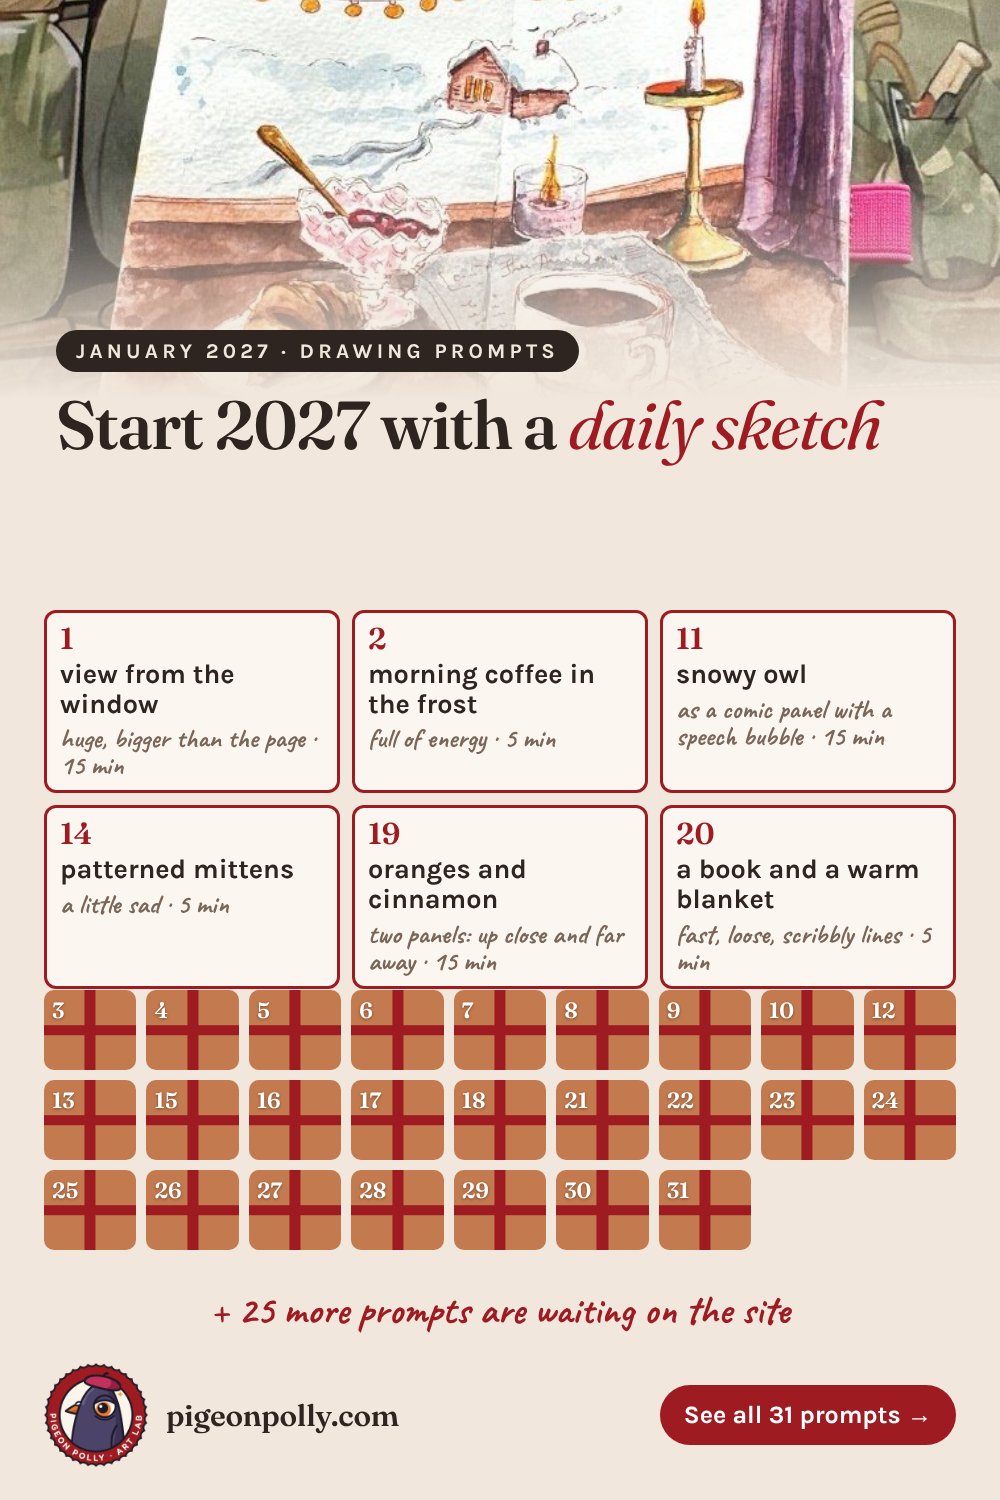 JANUARY 2027 · DRAWING PROMPTS
Start 2027 with a daily sketch
1
view from the
window
huge, bigger than the page ·
15 min
2
morning coffee in
the frost
full of energy · 5 min
11
snowy owl
as a comic panel with a
speech bubble · 15 min
14
patterned mittens
a little sad · 5 min
19
oranges and
cinnamon
two panels: up close and far
away · 15 min
20
a book and a warm
blanket
fast, loose, scribbly lines · 5
min
3 4 5 6 7 8 9 10 12
13 15 16 17 18 21 22 23 24
25 26 27 28 29 30 31
+ 25 more prompts are waiting on the site
PIGEON POLLY · ART LAB
pigeonpolly.com
See all 31 prompts →